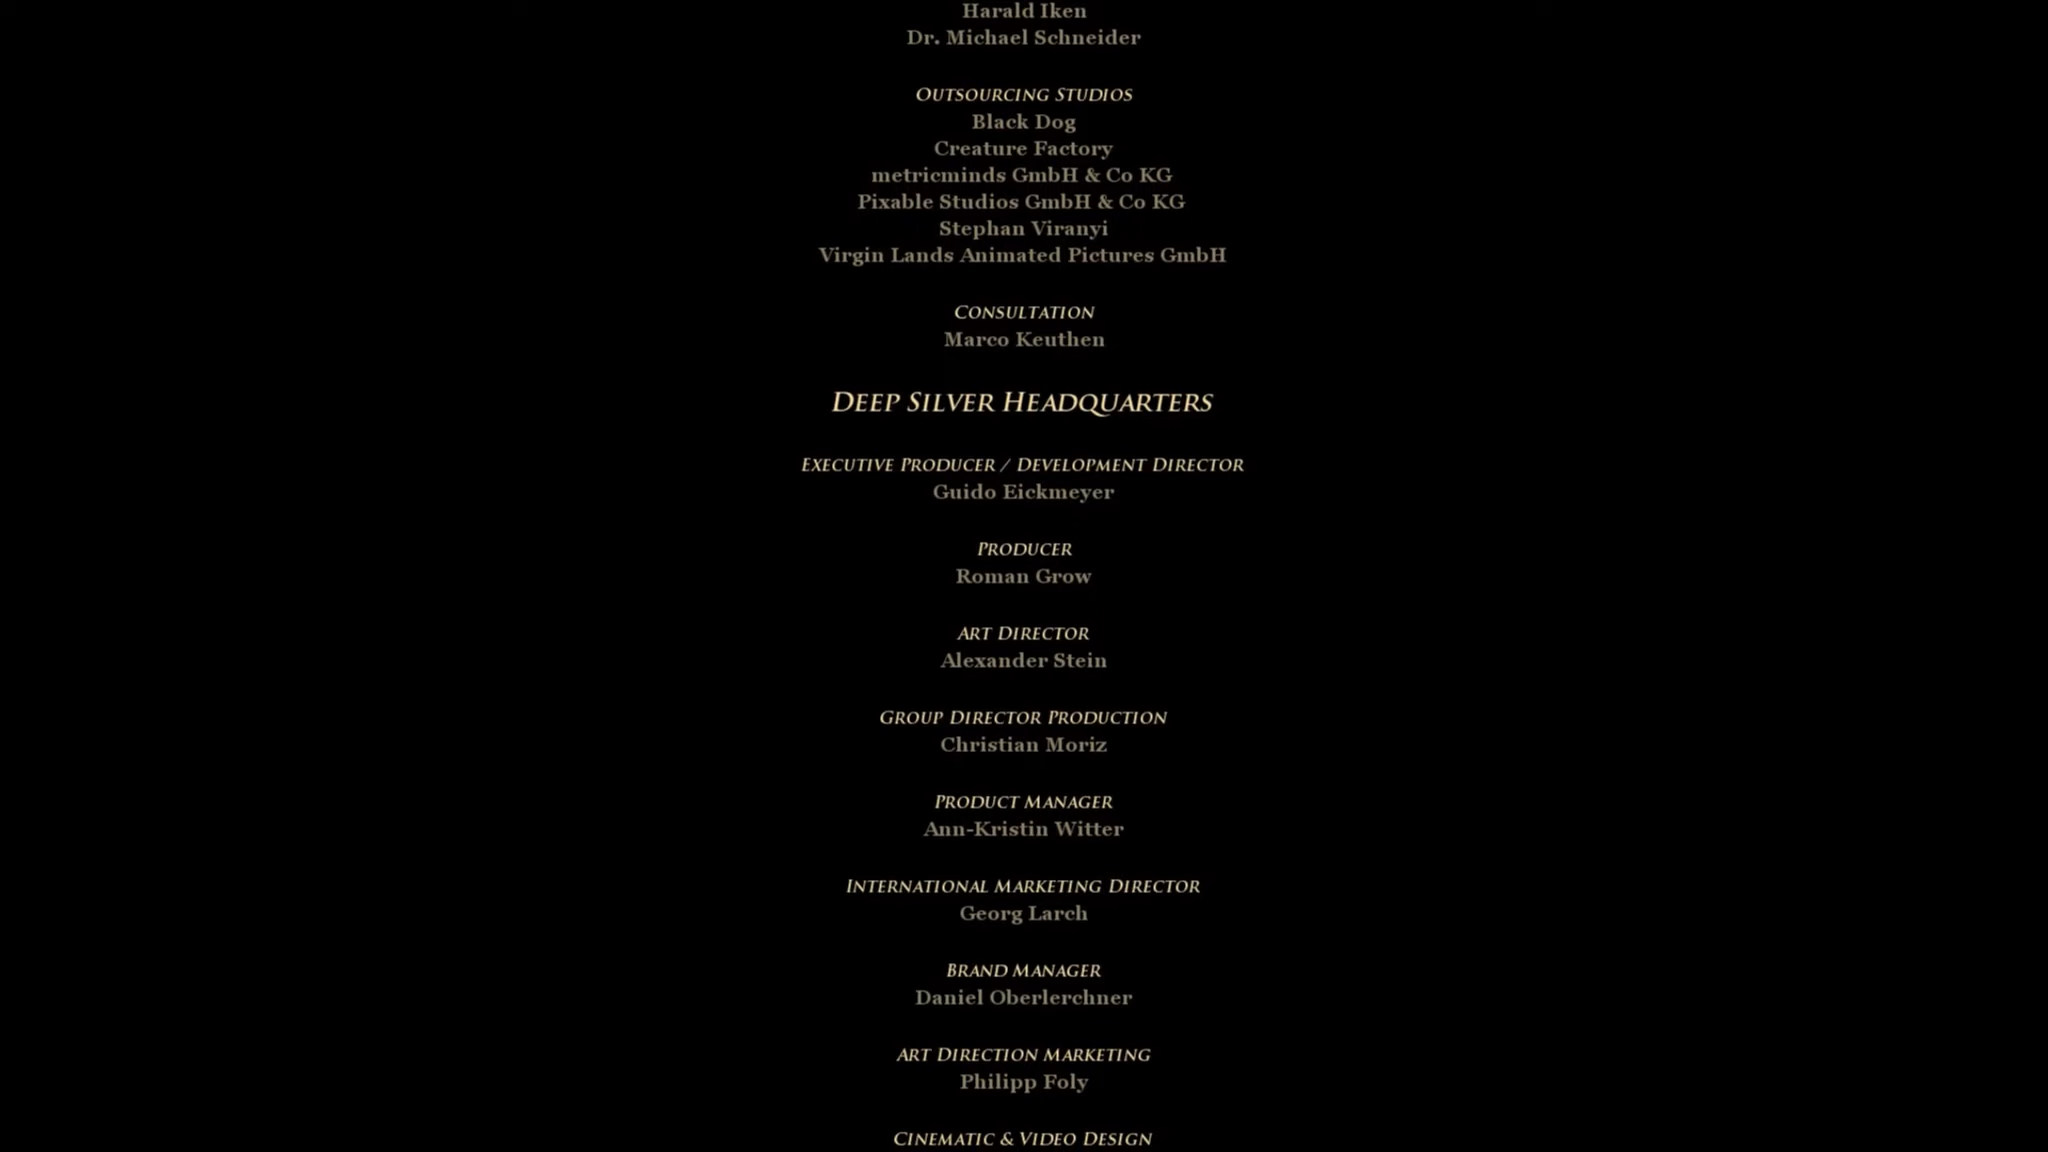 Harald Iken
Dr. Michael Schneider
Outsourcing Studios
Black Dog
Creature Factory
metricminds GmbH & Co KG
Pixable Studios GmbH & Co KG
Stephan Viranyi
Virgin Lands Animated Pictures GmbH
Consultation
Marco Keuthen
Deep Silver Headquarters
Executive Producer / Development Director
Guido Eickmeyer
Producer
Roman Grow
Art Director
Alexander Stein
Group Director Production
Christian Moriz
Product Manager
Ann-Kristin Witter
International Marketing Director
Georg Larch
Brand Manager
Daniel Oberlerchner
Art Direction Marketing
Philipp Foly
Cinematic & Video Design